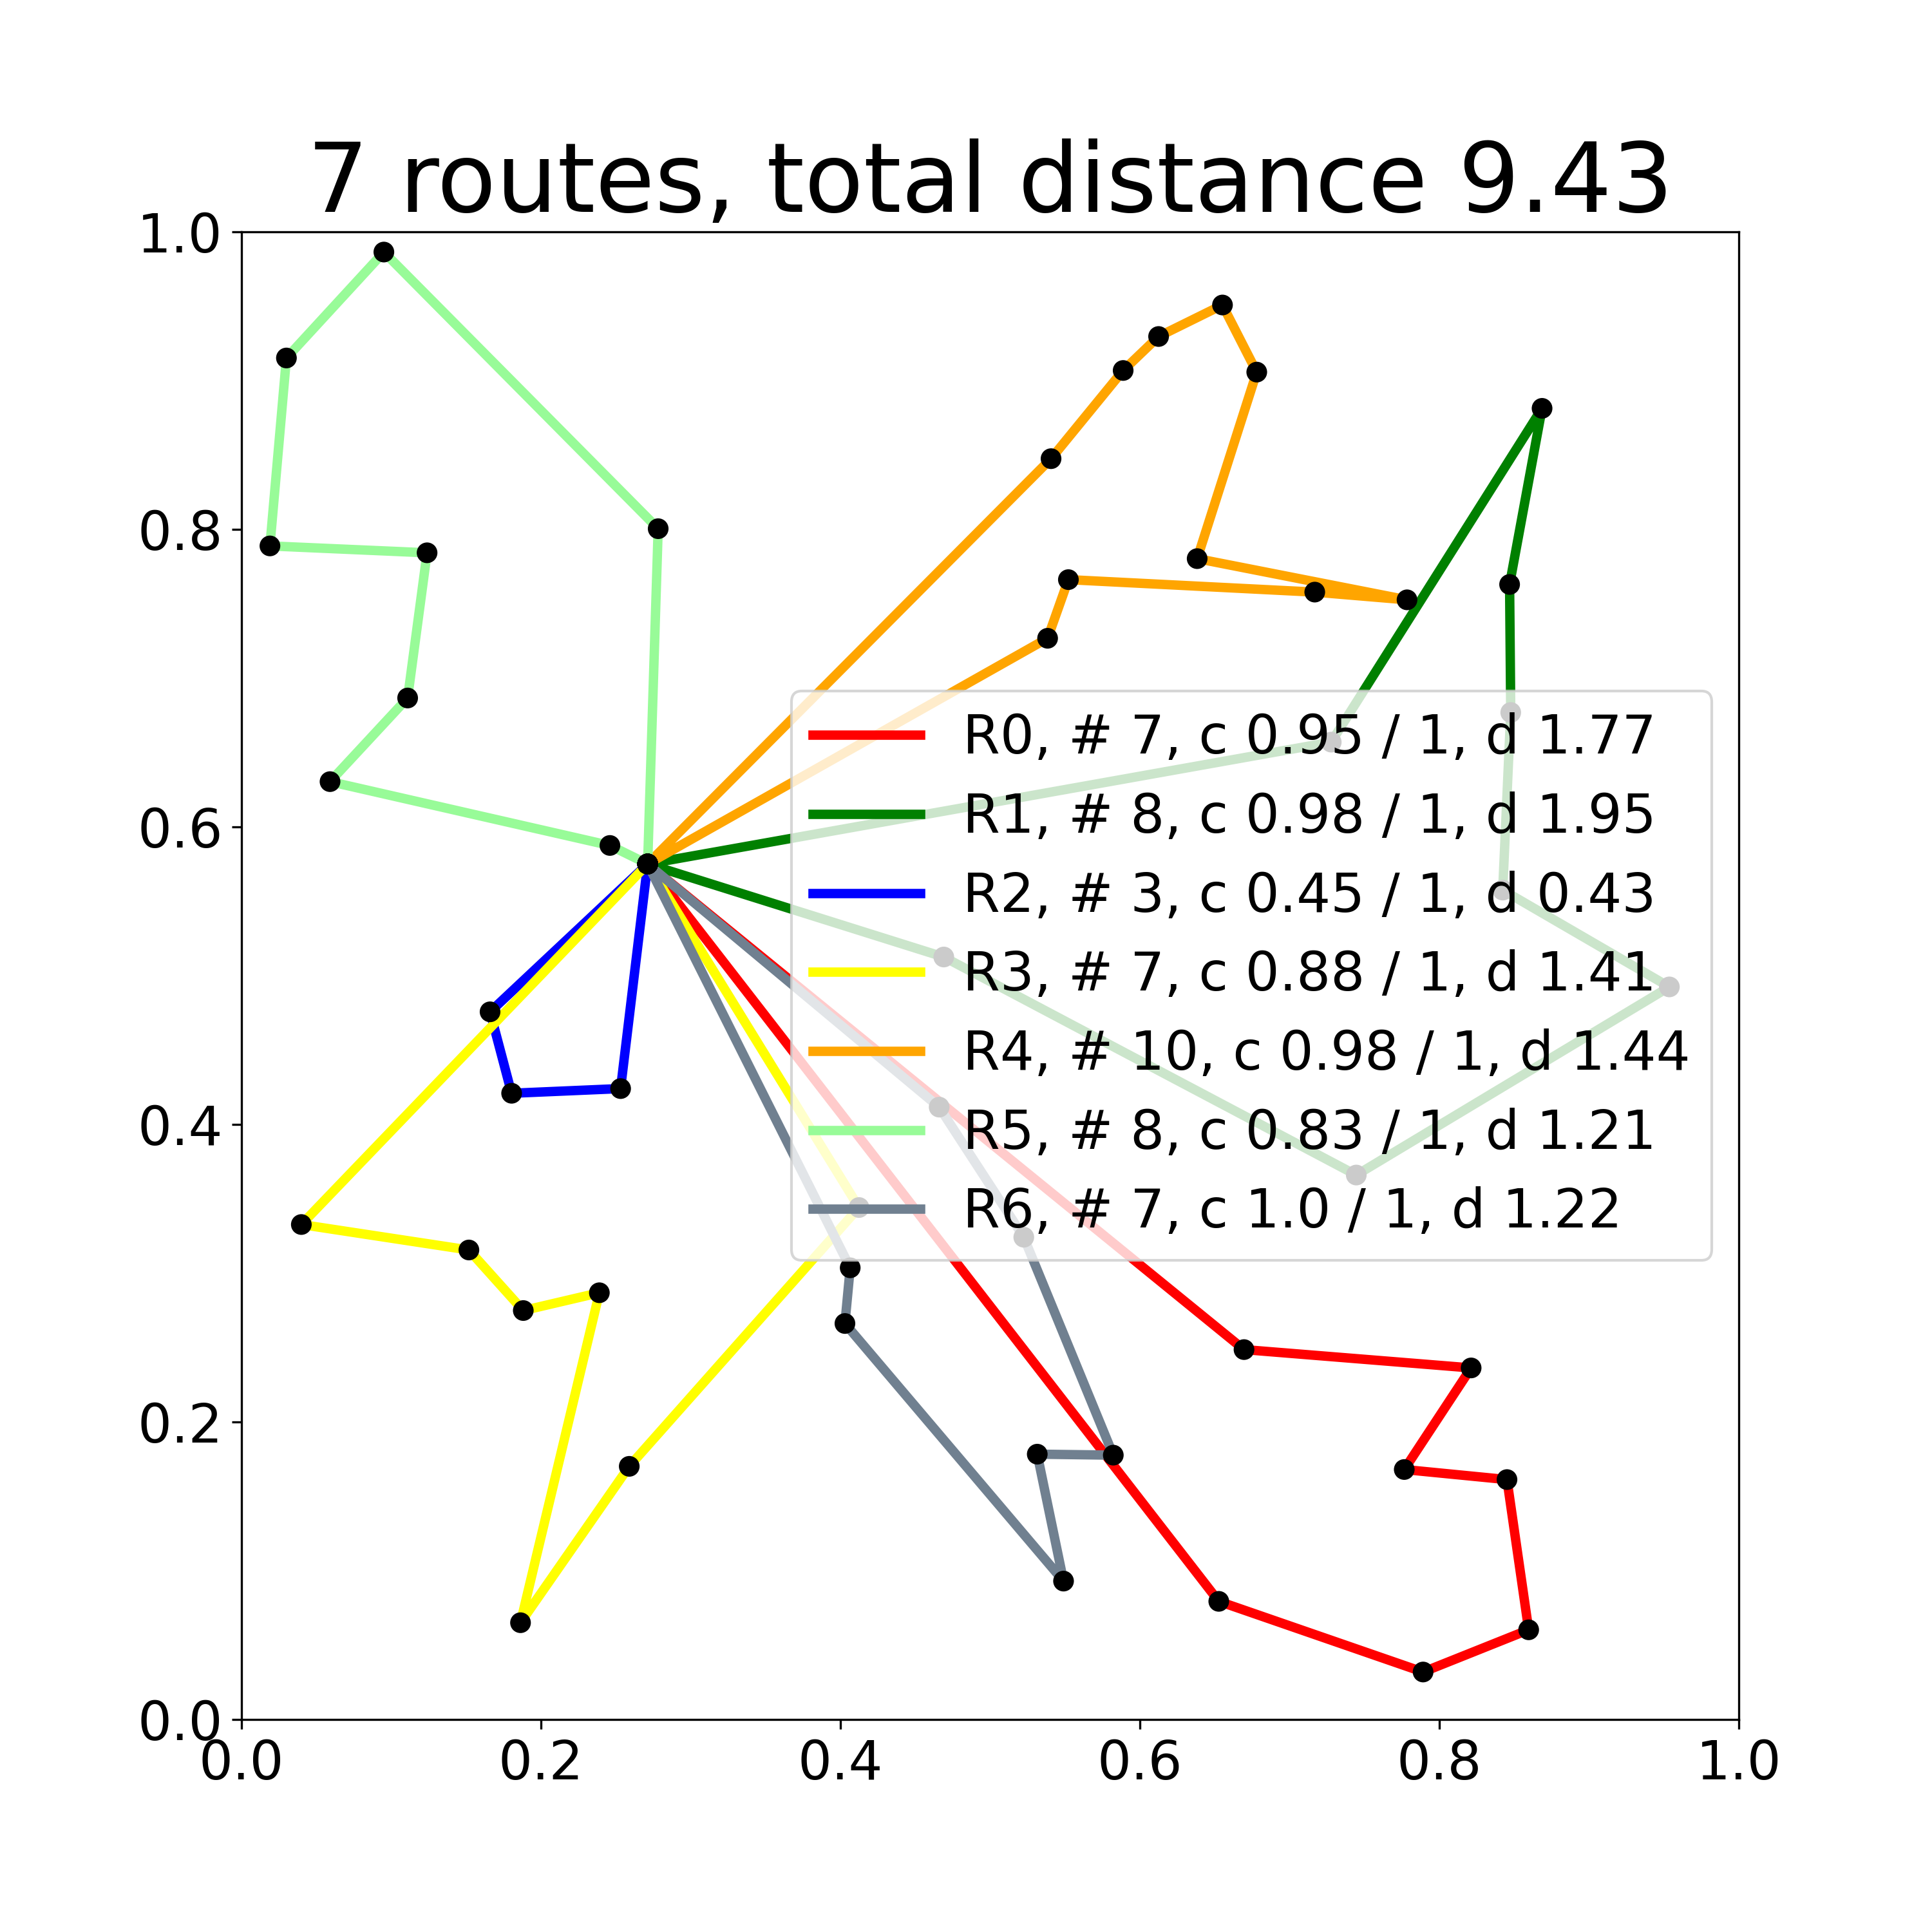 7 routes, total distance 9.43
1.0
0.8
0.6
0.4
0.2
0.0
R0, # 7, c 0.95 / 1, d 1.77
R1, # 8, c 0.98 / 1, d 1.95
R2, # 3, c 0.45 / 1, d 0.43
R3, # 7, c 0.88 / 1, d 1.41
R4, # 10, c 0.98 / 1, d 1.44
R5, # 8, c 0.83 / 1, d 1.21
R6, # 7, c 1.0 / 1, d 1.22
0.0 0.2 0.4 0.6 0.8 1.0